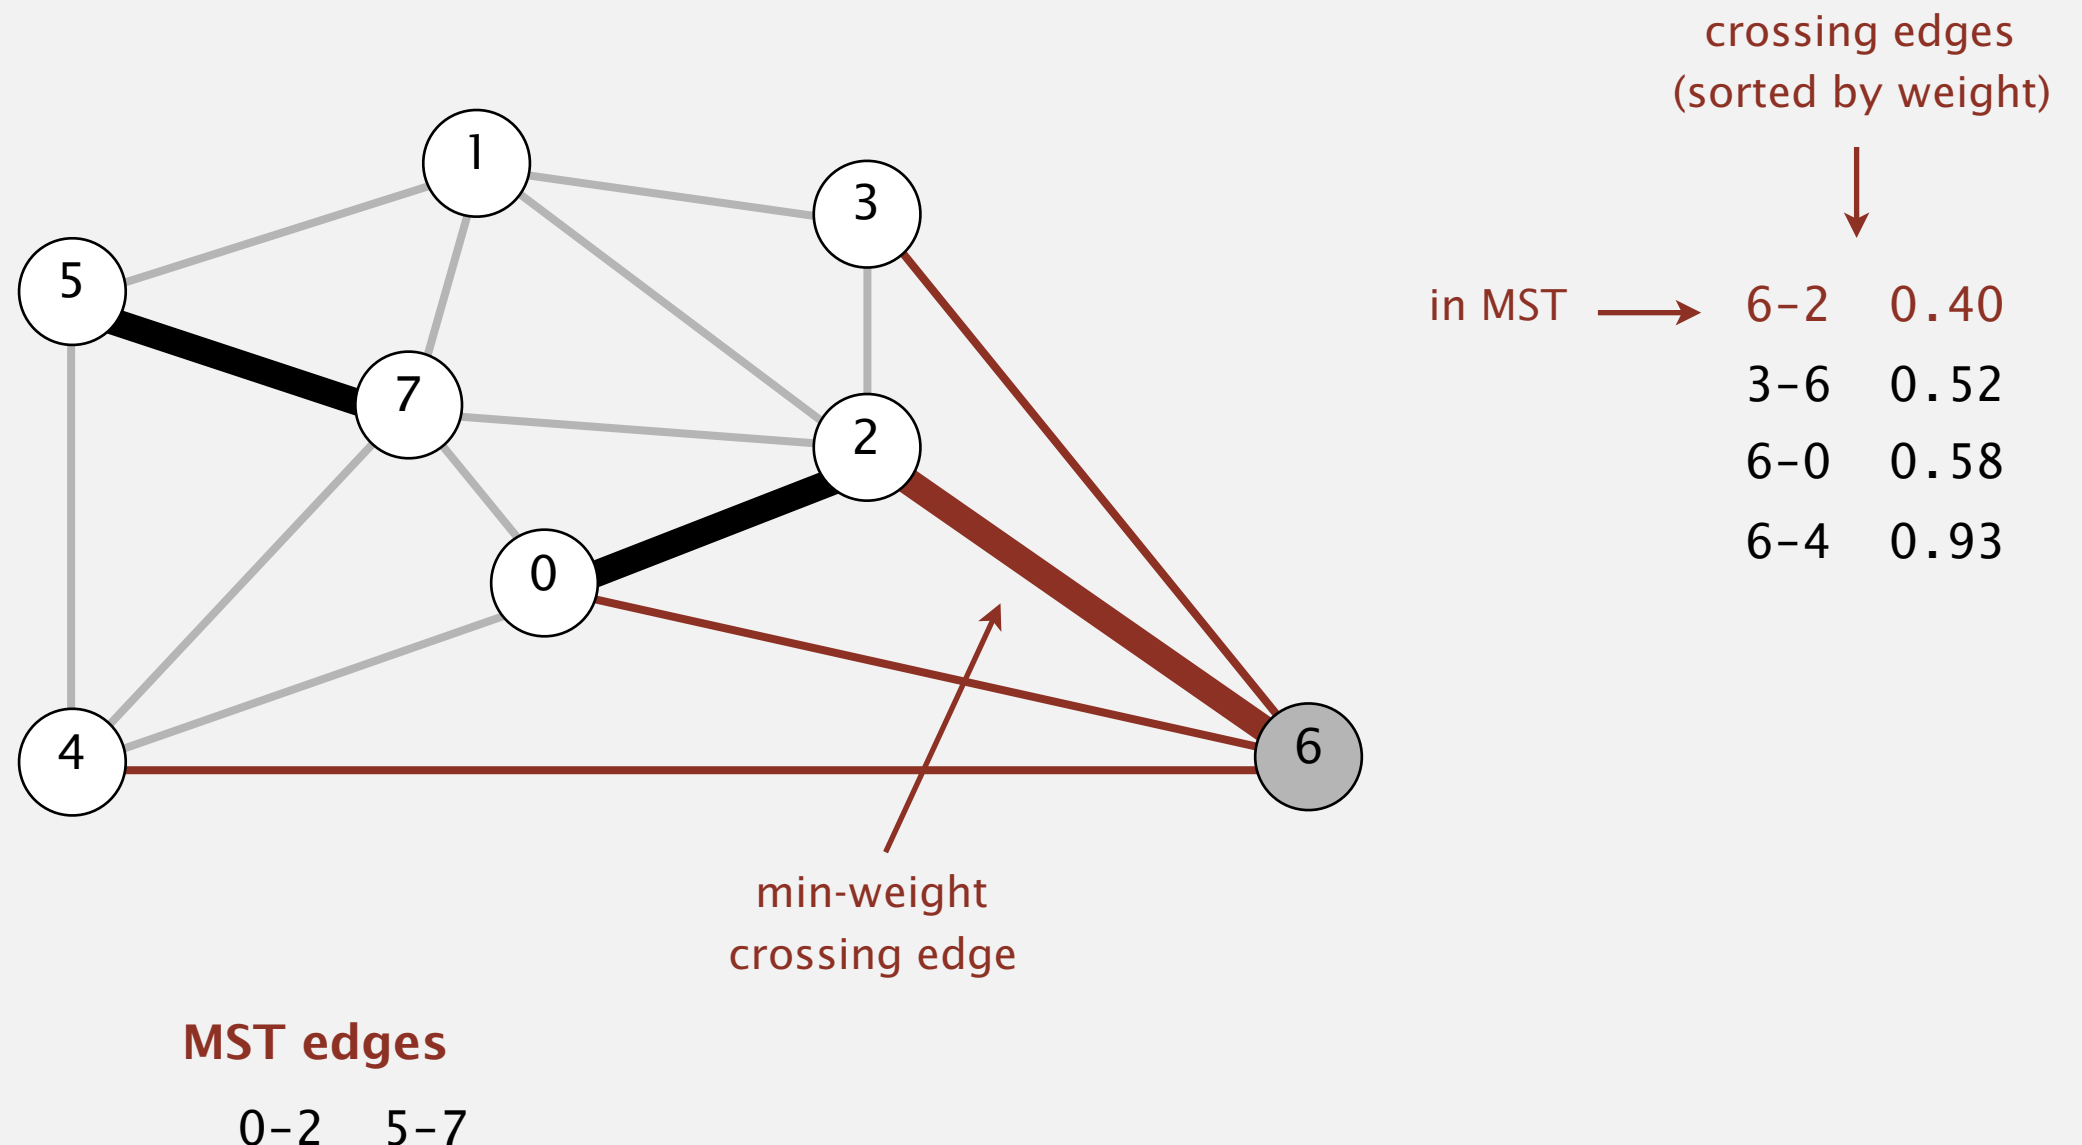 crossing edges
(sorted by weight)
1
3
5
in MST
6-2 0.40
3-6 0.52
7
2
6-0 0.58
6-4 0.93
0
4
6
min-weight
crossing edge
MST edges
0-2 5-7